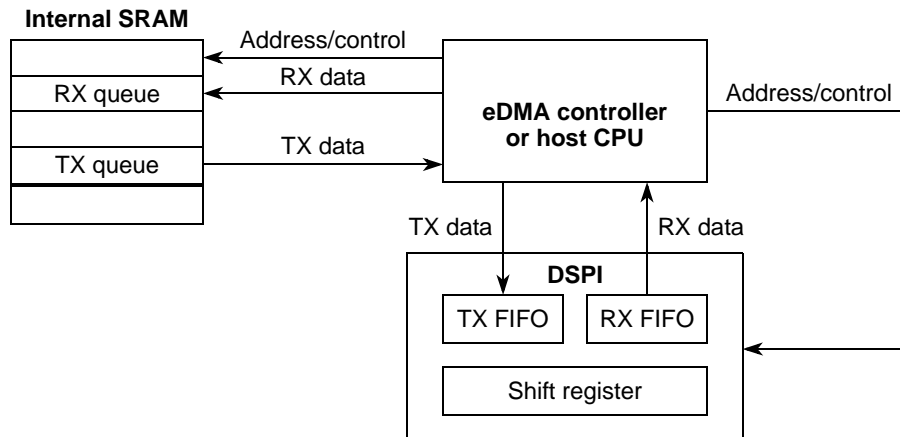 Internal SRAM
Address/control
RX data
RX queue
TX data
TX queue
eDMA controller
or host CPU
Address/control
TX data
RX data
DSPI
TX FIFO
RX FIFO
Shift register